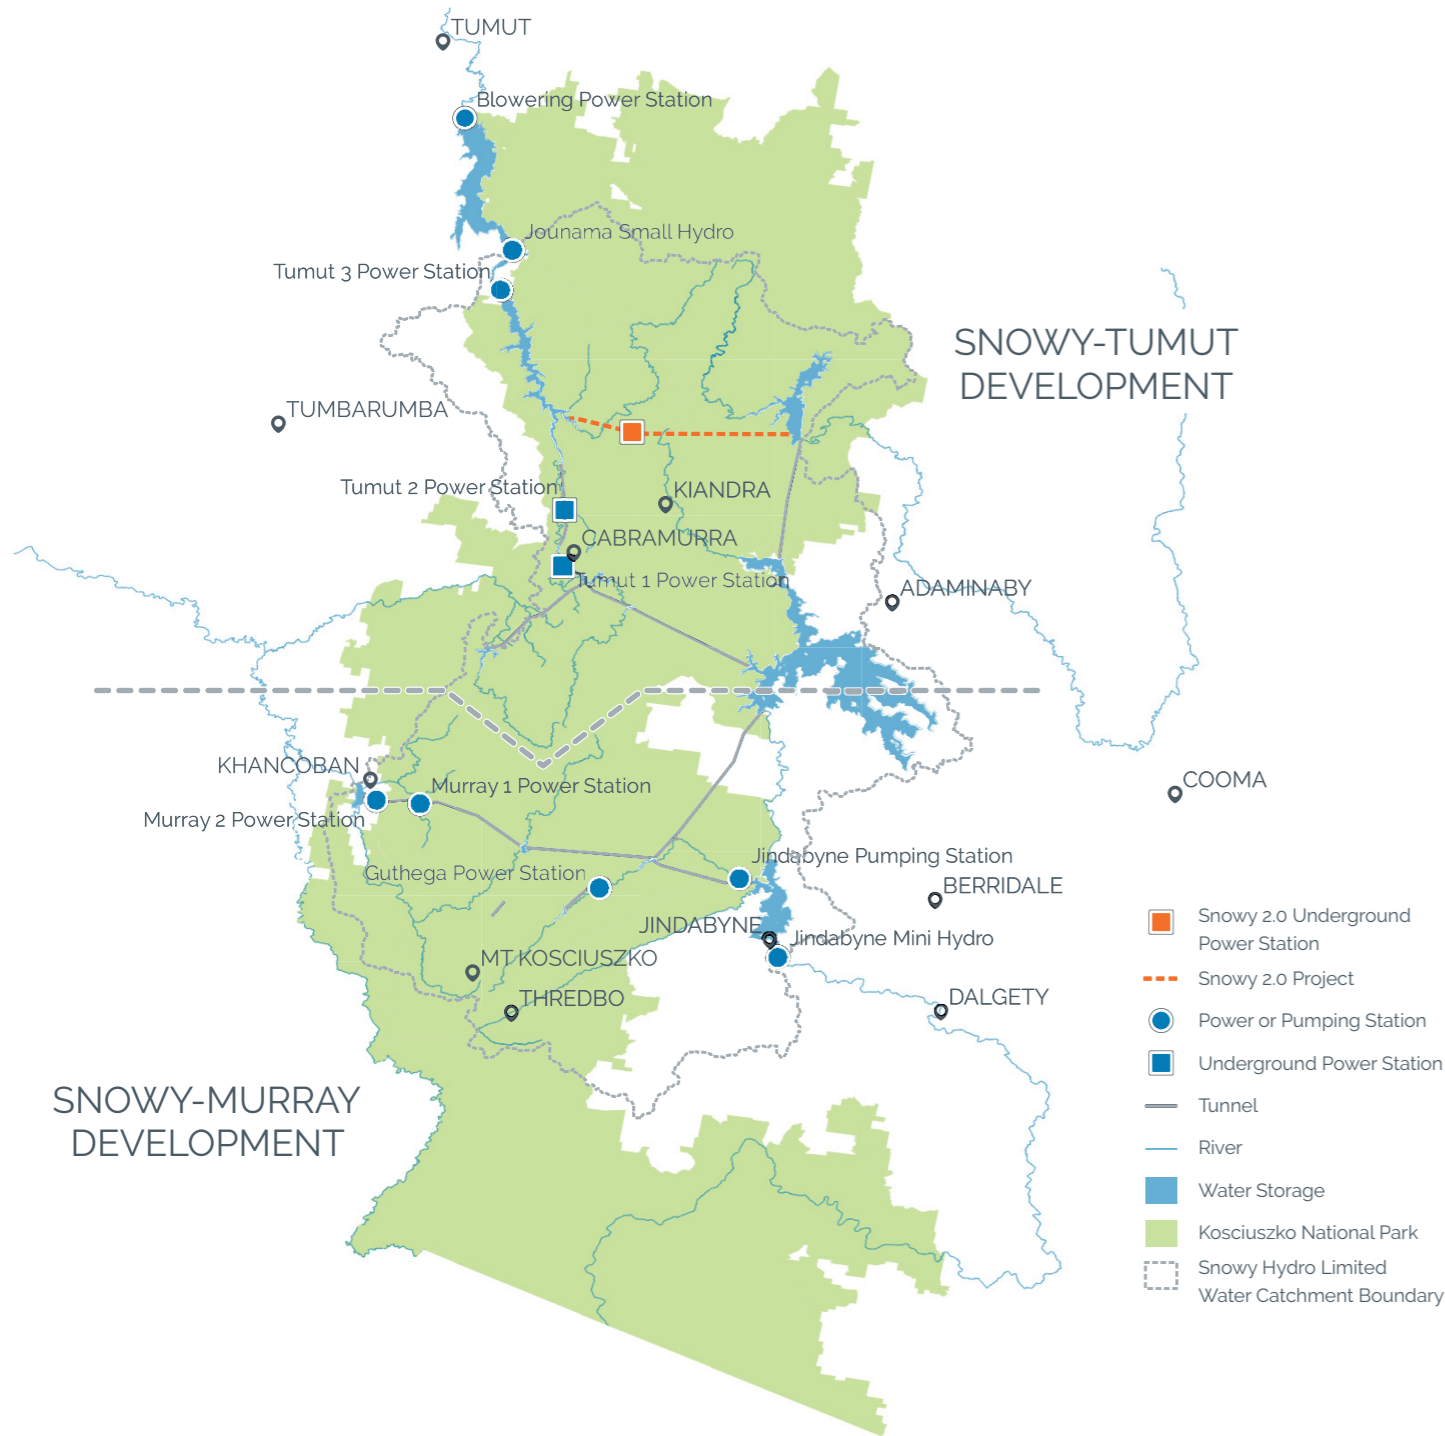 TUMUT
Blowering Power Station
Jounama Small Hydro
Tumut 3 Power Station
SNOWY-TUMUT
DEVELOPMENT
TUMBARUMBA
Tumut 2 Power Station
KIANDRA
CABRAMURRA
Tumut 1 Power Station
ADAMINABY
KHANCOBAN
Murray 1 Power Station
COOMA
Murray 2 Power Station
Jindabyne Pumping Station
Guthega Power Station
BERRIDALE
JINDABYNE
Jindabyne Mini Hydro
MT KOSCIUSZKO
THREDBO
DALGETY
SNOWY-MURRAY
DEVELOPMENT
Snowy 2.0 Underground
Power Station
Snowy 2.0 Project
Power or Pumping Station
Underground Power Station
Tunnel
River
Water Storage
Kosciuszko National Park
Snowy Hydro Limited
Water Catchment Boundary